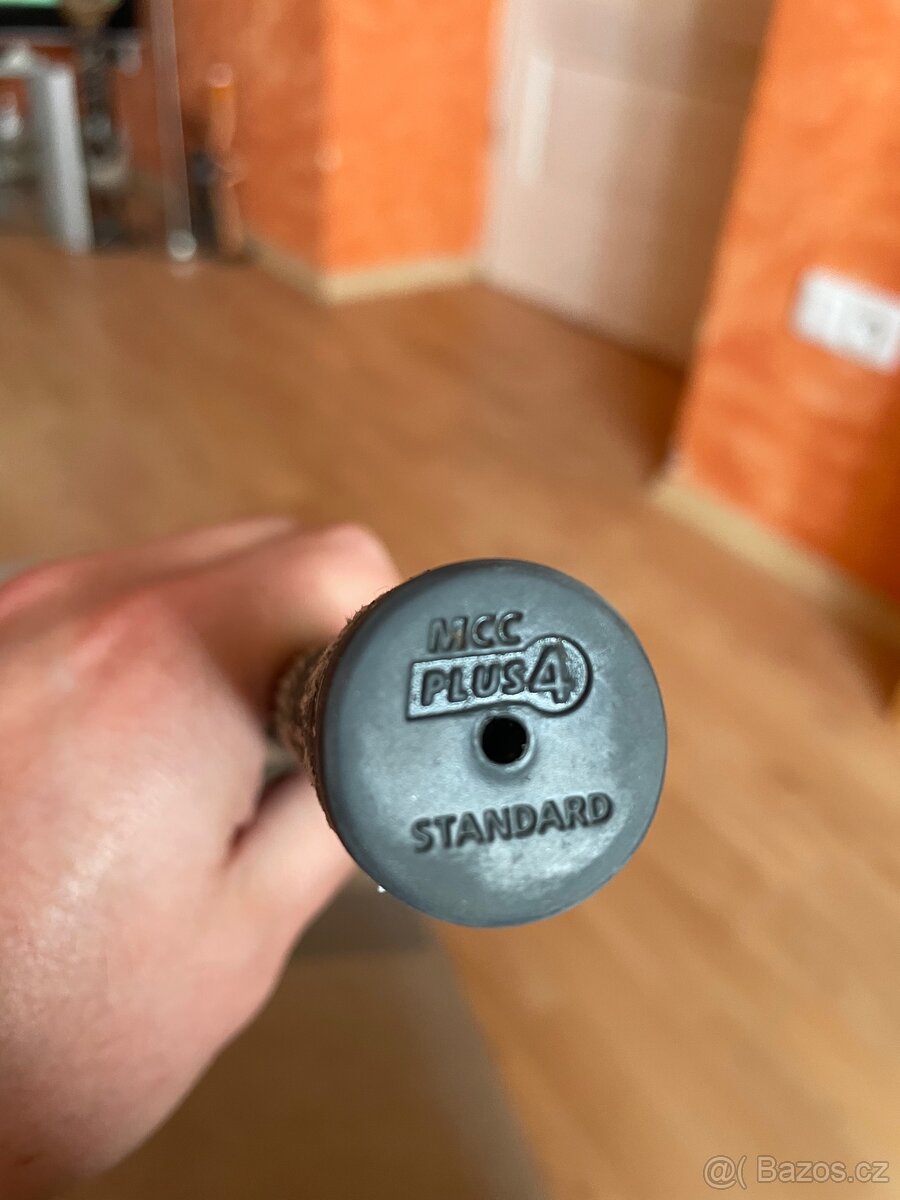 MCC
PLUS4
STANDARD
@( Bazos.cz